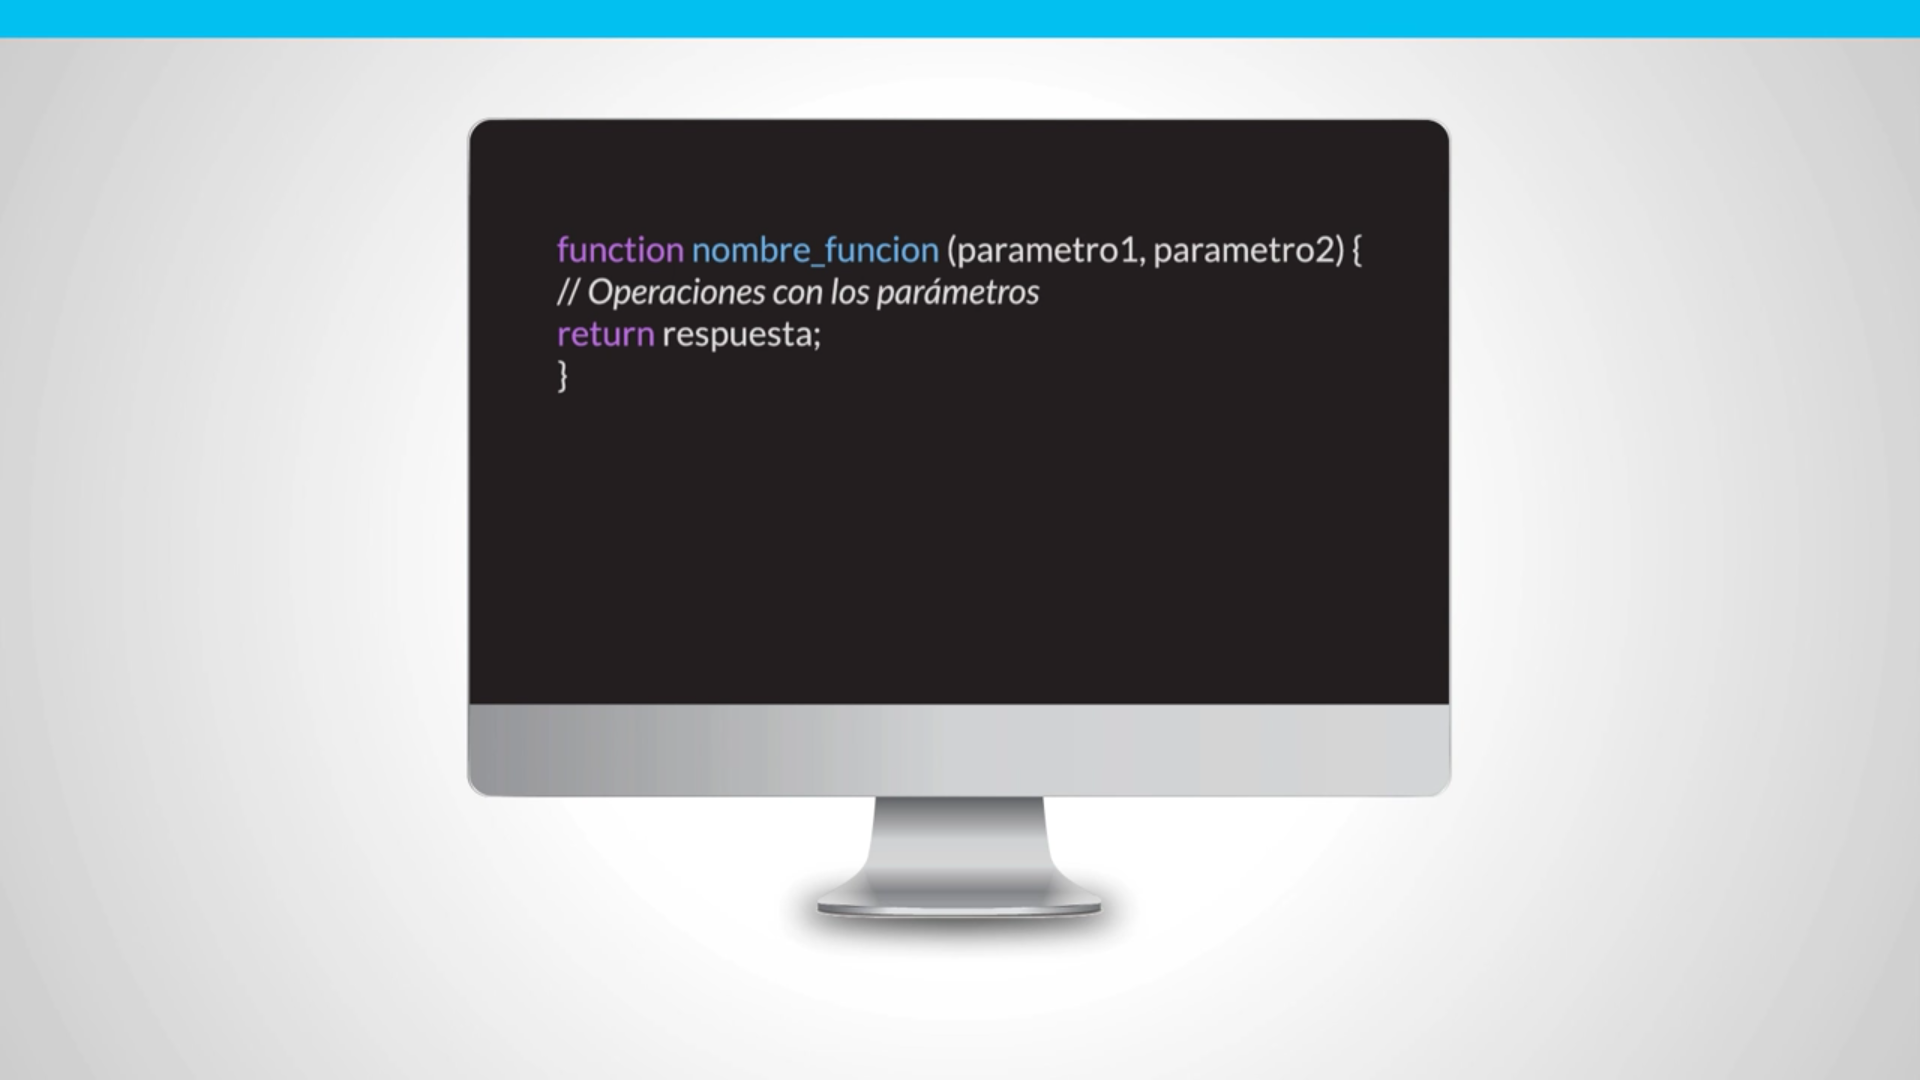 function nombre_funcion (parametro1, parametro2) {
// Operaciones con los parámetros
return respuesta;
}